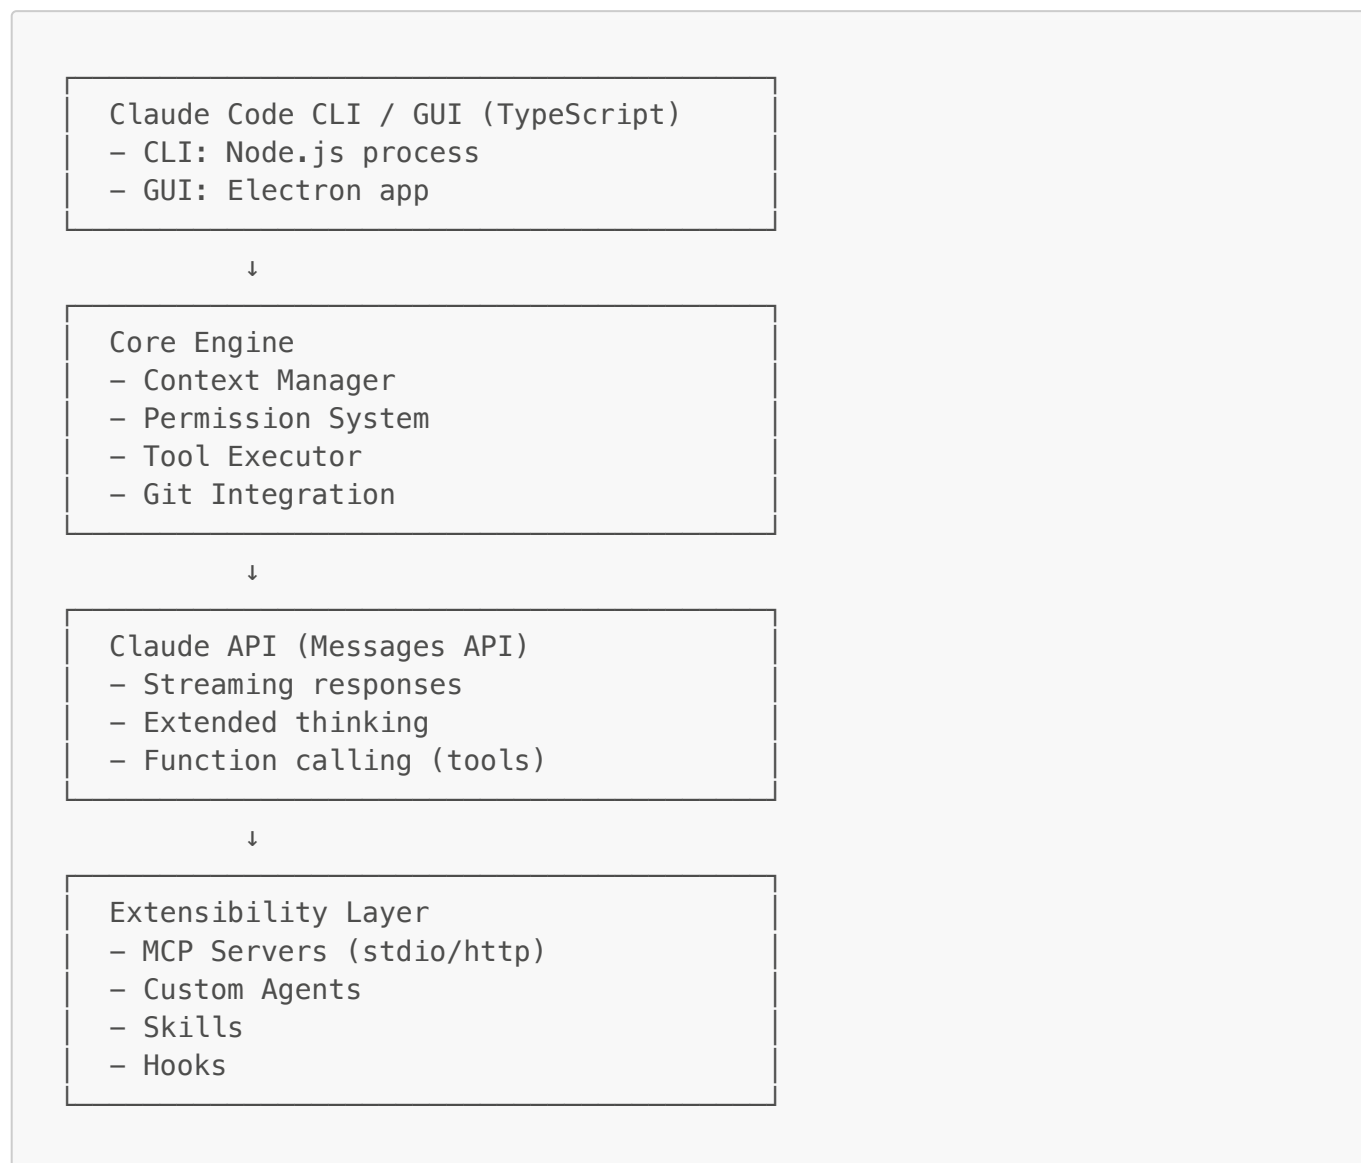 Claude Code CLI / GUI (TypeScript)
- CLI: Node.js process
- GUI: Electron app
↓
Core Engine
- Context Manager
- Permission System
- Tool Executor
- Git Integration
↓
Claude API (Messages API)
- Streaming responses
- Extended thinking
- Function calling (tools)
↓
Extensibility Layer
- MCP Servers (stdio/http)
- Custom Agents
- Skills
- Hooks